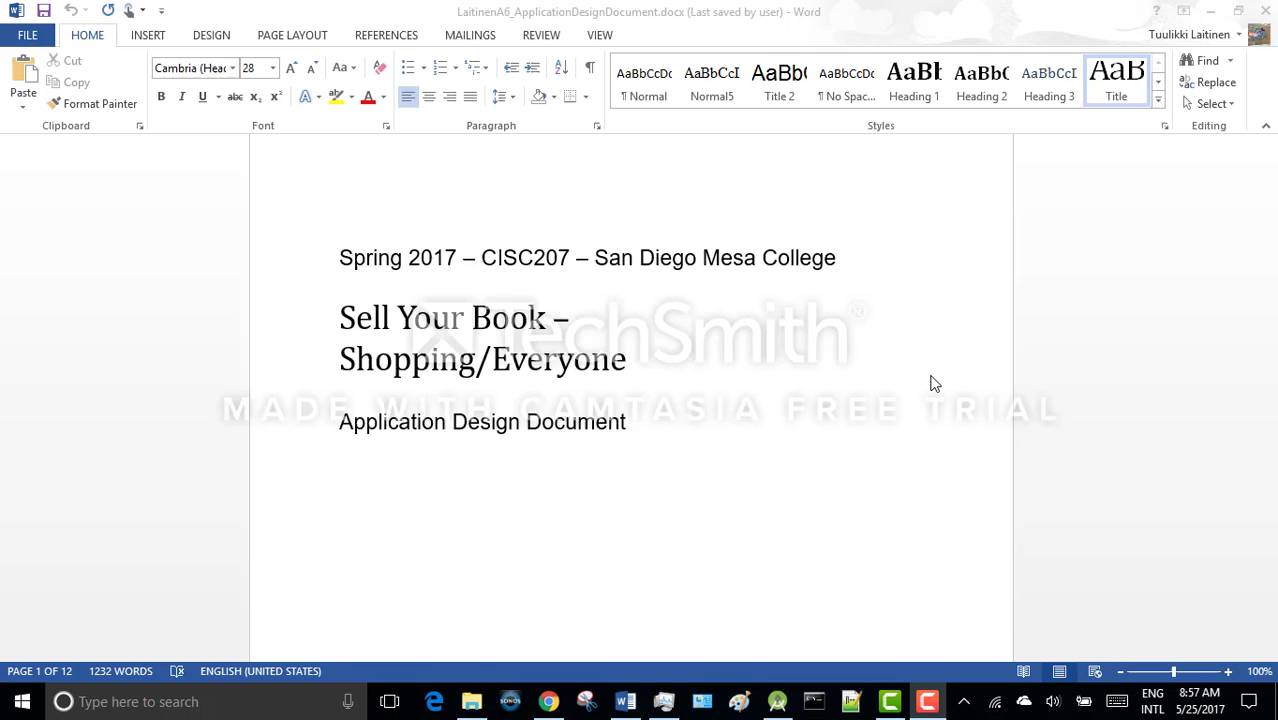 LaitinenA6_ApplicationDesignDocument.docx (Last saved by user) - Word
FILE HOME INSERT DESIGN PAGE LAYOUT REFERENCES MAILINGS REVIEW VIEW Tuulikki Laitinen
Paste
Cut
Copy
Format Painter
Clipboard
Cambria (Heac 28
Font
Paragraph
AaBbCcDc AaBbCcI AaBbC AaBbCcDc AaBbI AaBbC AaBbCcI AaB
¶ Normal Normal5 Title 2 ¶ No Spac... Heading 1 Heading 2 Heading 3 Title
Styles
Find
Replace
Select
Editing
Spring 2017 – CISC207 – San Diego Mesa College
Sell Your Book –
Shopping/Everyone
Application Design Document
TechSmith®
MADE WITH CAMTASIA FREE TRIAL
PAGE 1 OF 12 1232 WORDS ENGLISH (UNITED STATES) 100%
Type here to search
SONOS
ENG
INTL
8:57 AM
5/25/2017